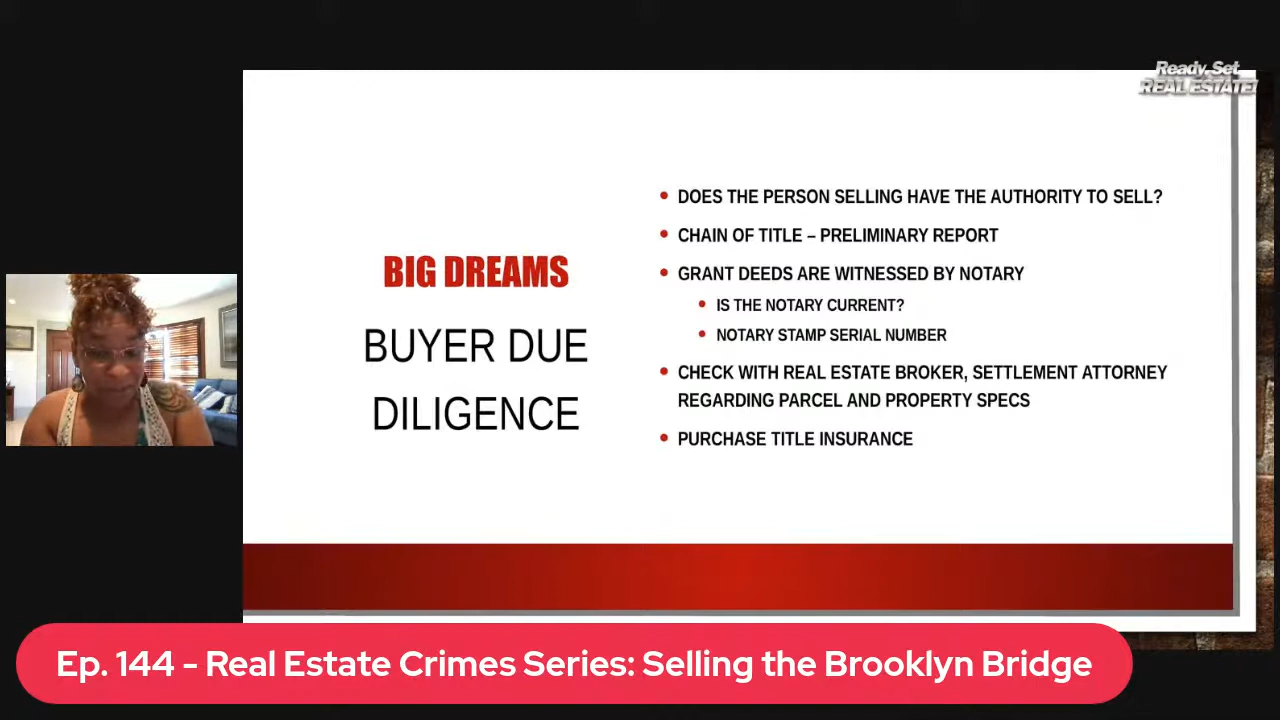 Ready, Set
REAL ESTATE!
BIG DREAMS
BUYER DUE
DILIGENCE
• DOES THE PERSON SELLING HAVE THE AUTHORITY TO SELL?
• CHAIN OF TITLE – PRELIMINARY REPORT
• GRANT DEEDS ARE WITNESSED BY NOTARY
• IS THE NOTARY CURRENT?
• NOTARY STAMP SERIAL NUMBER
• CHECK WITH REAL ESTATE BROKER, SETTLEMENT ATTORNEY
REGARDING PARCEL AND PROPERTY SPECS
• PURCHASE TITLE INSURANCE
Ep. 144 - Real Estate Crimes Series: Selling the Brooklyn Bridge